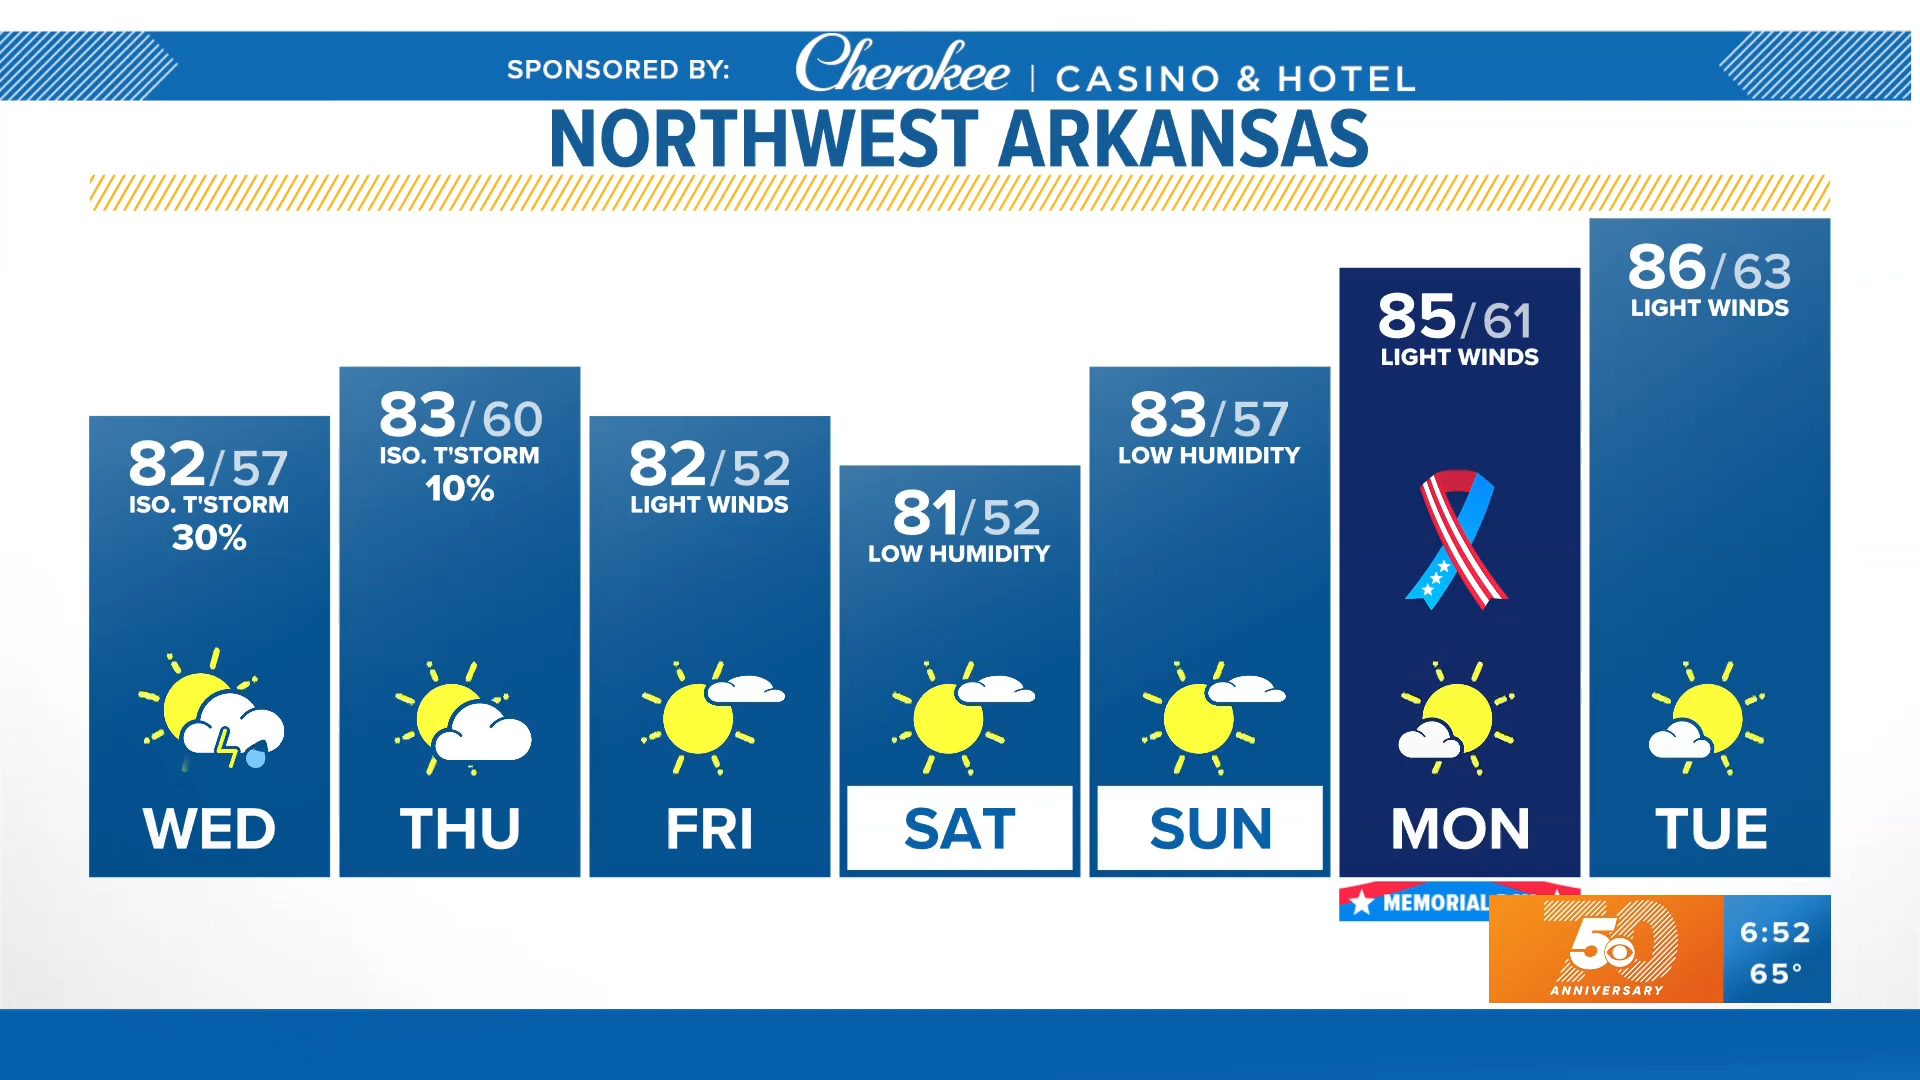 SPONSORED BY: Cherokee | CASINO & HOTEL
NORTHWEST ARKANSAS
82/57
ISO. T'STORM
30%
WED
83/60
ISO. T'STORM
10%
THU
82/52
LIGHT WINDS
FRI
81/52
LOW HUMIDITY
SAT
83/57
LOW HUMIDITY
SUN
85/61
LIGHT WINDS
MON
MEMORIAL
86/63
LIGHT WINDS
TUE
70
5
ANNIVERSARY
6:52
65°